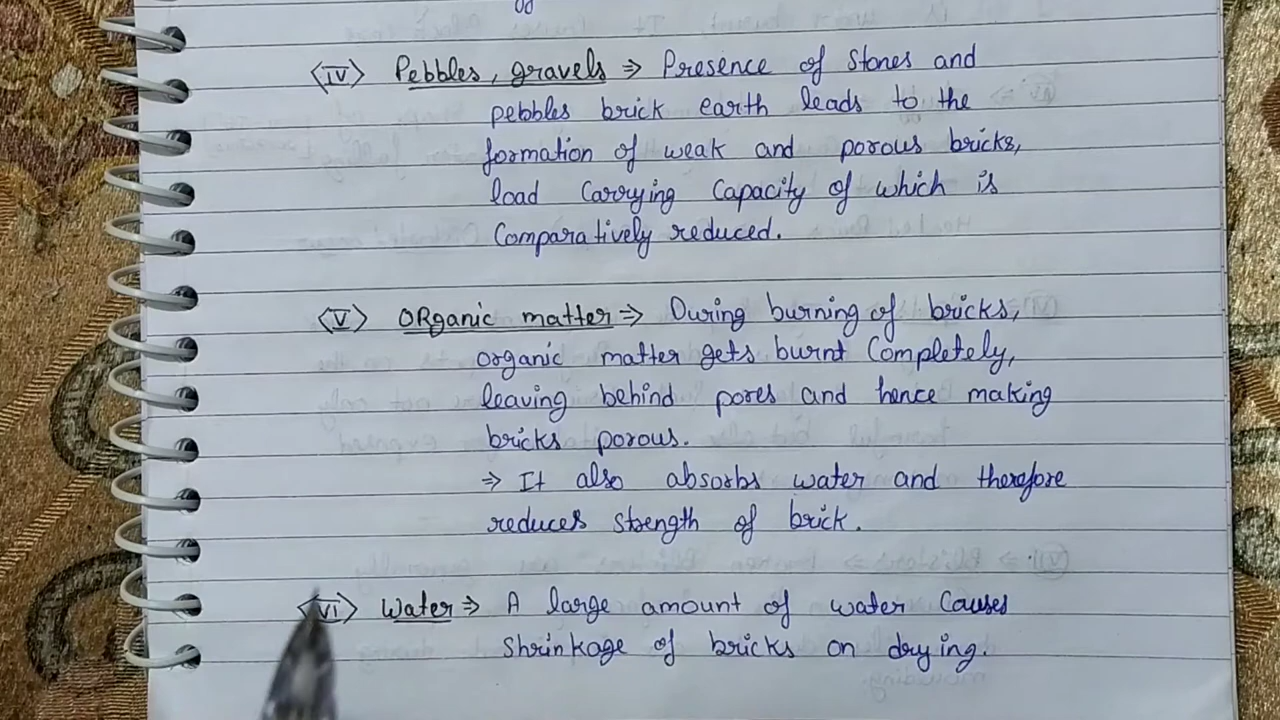 <IV> Pebbles, gravels ⇒ Presence of stones and
pebbles brick earth leads to the
formation of weak and porous bricks,
load Carrying Capacity of which is
Comparatively reduced.
<V> ORganic matter ⇒ During burning of bricks,
organic matter gets burnt Completely,
leaving behind pores and hence making
bricks porous.
⇒ It also absorbs water and therefore
reduces strength of brick.
<VI> Water ⇒ A large amount of water Causes
Shrinkage of bricks on drying.